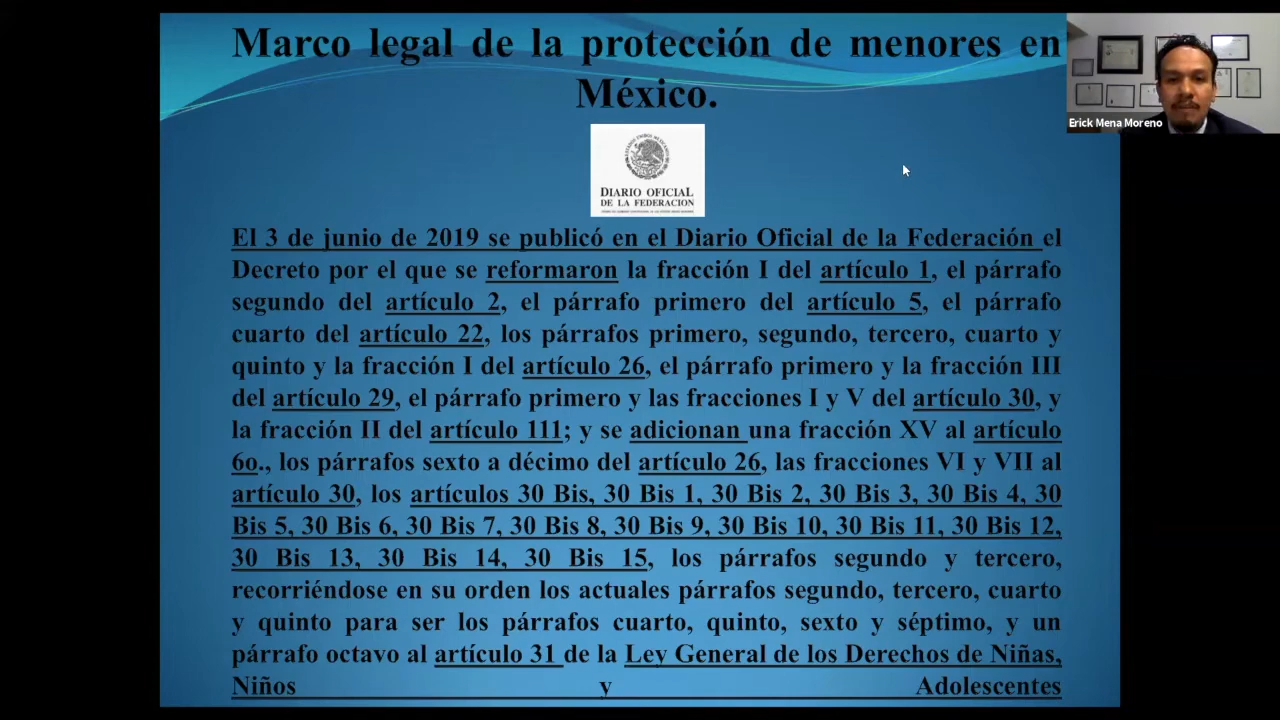 Marco legal de la protección de menores en
México.
Erick Mena Moreno
DIARIO OFICIAL
DE LA FEDERACION
El 3 de junio de 2019 se publicó en el Diario Oficial de la Federación el
Decreto por el que se reformaron la fracción I del artículo 1, el párrafo
segundo del artículo 2, el párrafo primero del artículo 5, el párrafo
cuarto del artículo 22, los párrafos primero, segundo, tercero, cuarto y
quinto y la fracción I del artículo 26, el párrafo primero y la fracción III
del artículo 29, el párrafo primero y las fracciones I y V del artículo 30, y
la fracción II del artículo 111; y se adicionan una fracción XV al artículo
6o., los párrafos sexto a décimo del artículo 26, las fracciones VI y VII al
artículo 30, los artículos 30 Bis, 30 Bis 1, 30 Bis 2, 30 Bis 3, 30 Bis 4, 30
Bis 5, 30 Bis 6, 30 Bis 7, 30 Bis 8, 30 Bis 9, 30 Bis 10, 30 Bis 11, 30 Bis 12,
30 Bis 13, 30 Bis 14, 30 Bis 15, los párrafos segundo y tercero,
recorriéndose en su orden los actuales párrafos segundo, tercero, cuarto
y quinto para ser los párrafos cuarto, quinto, sexto y séptimo, y un
párrafo octavo al artículo 31 de la Ley General de los Derechos de Niñas,
Niños y Adolescentes